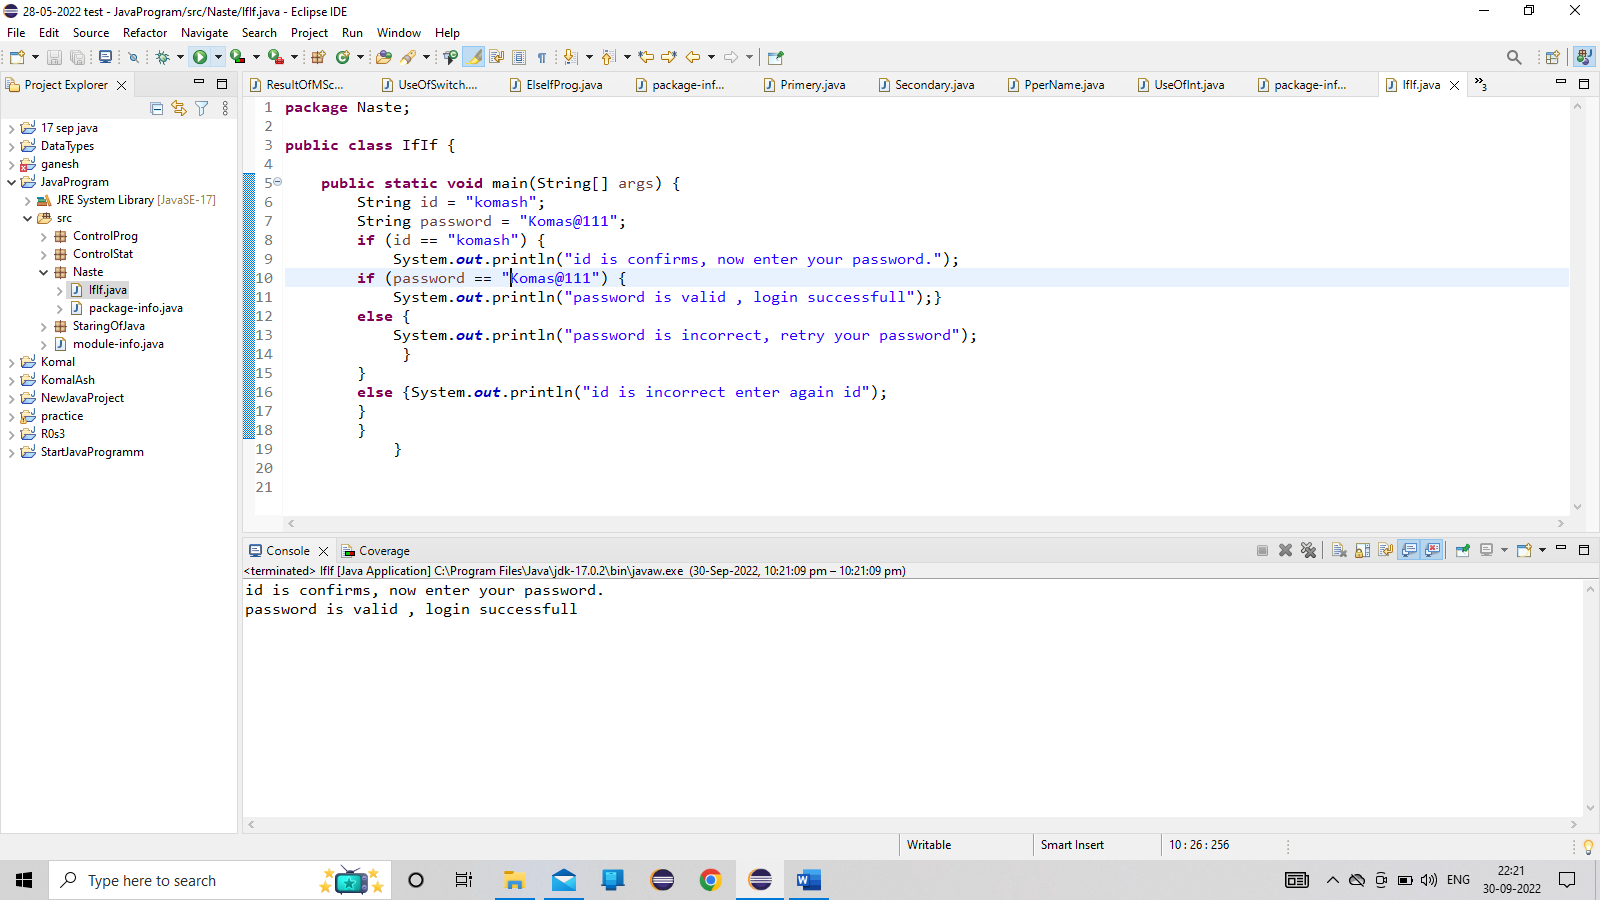 28-05-2022 test - JavaProgram/src/Naste/IfIf.java - Eclipse IDE
File Edit Source Refactor Navigate Search Project Run Window Help
Project Explorer
ResultOfMSc... UseOfSwitch.... ElseIfProg.java package-inf... Primery.java Secondary.java PperName.java UseOfInt.java package-inf... IfIf.java »3
17 sep java
DataTypes
ganesh
JavaProgram
JRE System Library [JavaSE-17]
src
ControlProg
ControlStat
Naste
IfIf.java
package-info.java
StaringOfJava
module-info.java
Komal
KomalAsh
NewJavaProject
practice
R0s3
StartJavaProgramm
1 package Naste;
2
3 public class IfIf {
4
5 public static void main(String[] args) {
6 String id = "komash";
7 String password = "Komas@111";
8 if (id == "komash") {
9 System.out.println("id is confirms, now enter your password.");
10 if (password == "Komas@111") {
11 System.out.println("password is valid , login successfull");}
12 else {
13 System.out.println("password is incorrect, retry your password");
14 }
15 }
16 else {System.out.println("id is incorrect enter again id");
17 }
18 }
19 }
20
21
Console Coverage
<terminated> IfIf [Java Application] C:\Program Files\Java\jdk-17.0.2\bin\javaw.exe (30-Sep-2022, 10:21:09 pm – 10:21:09 pm)
id is confirms, now enter your password.
password is valid , login successfull
Writable Smart Insert 10 : 26 : 256
Type here to search
ENG
22:21
30-09-2022